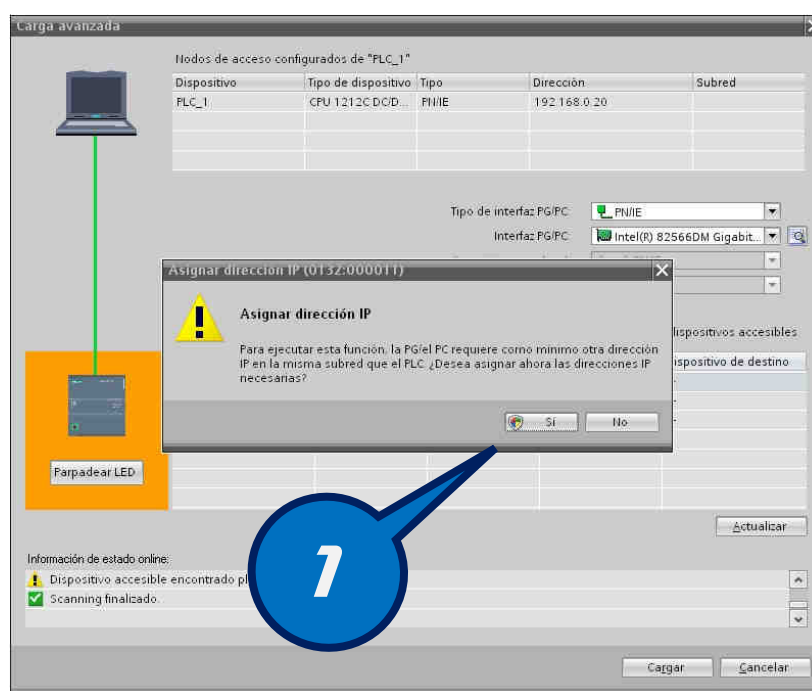 Carga avanzada
Nodos de acceso configurados de "PLC_1"
Dispositivo Tipo de dispositivo Tipo Dirección Subred
PLC_1 CPU 1212C DC/D... PN/IE 192.168.0.20
Tipo de interfaz PG/PC: PN/IE
Interfaz PG/PC: Intel(R) 82566DM Gigabit...
Asignar dirección IP (0132:000011)
Asignar dirección IP
Para ejecutar esta función, la PG/el PC requiere como mínimo otra dirección
IP en la misma subred que el PLC. ¿Desea asignar ahora las direcciones IP
necesarias?
Sí No
dispositivos accesibles
ispositivo de destino
Parpadear LED
1
Actualizar
Información de estado online:
Dispositivo accesible encontrado
Scanning finalizado.
Cargar Cancelar